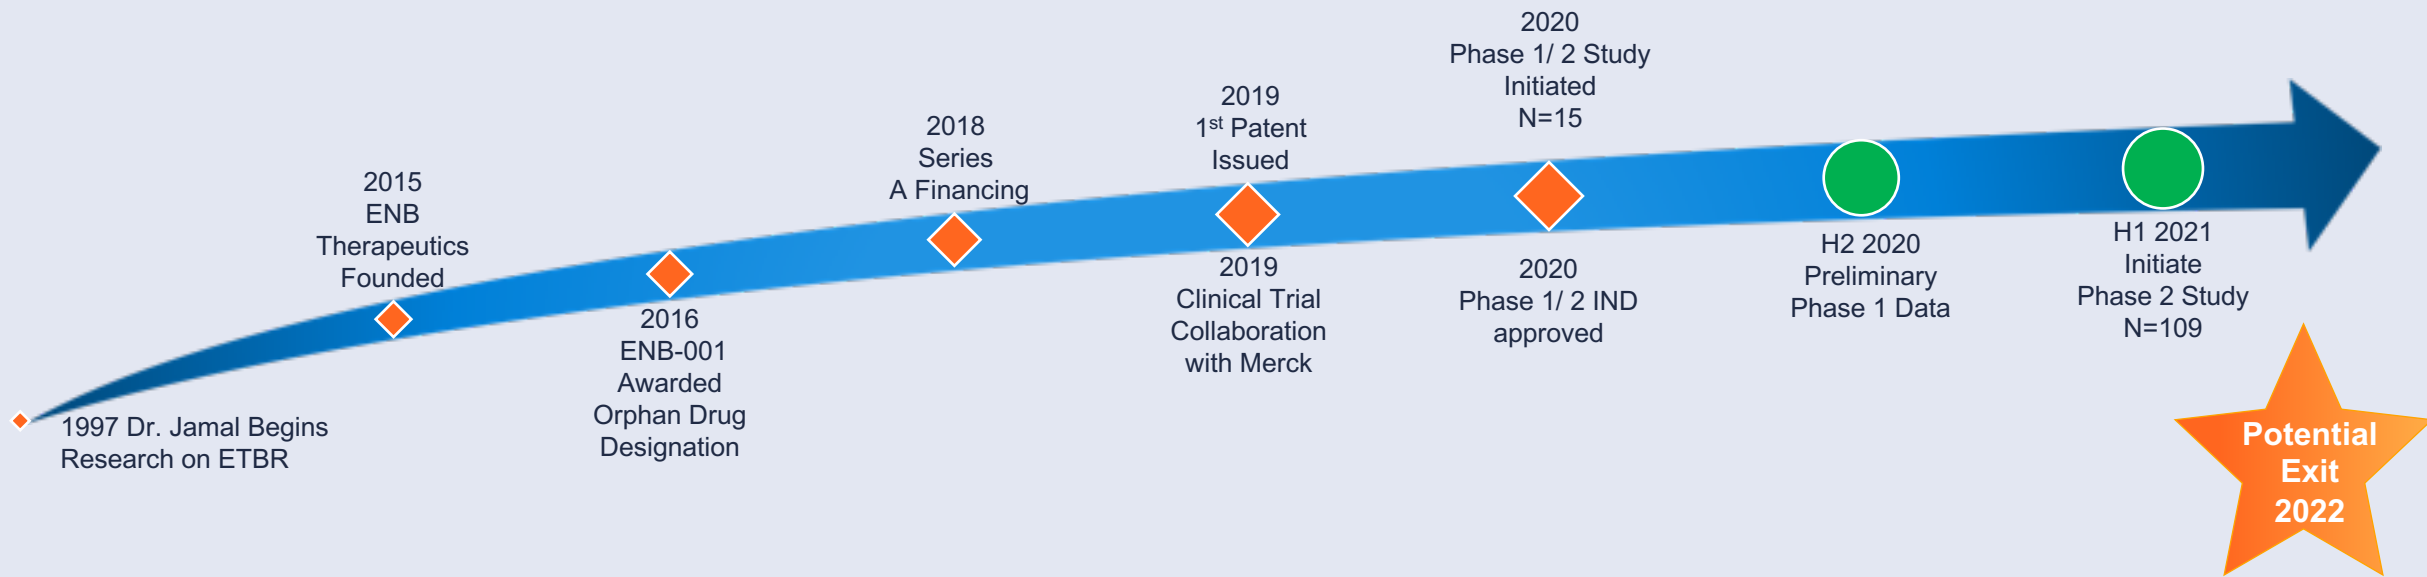 1997 Dr. Jamal Begins
Research on ETBR
2015
ENB
Therapeutics
Founded
2016
ENB-001
Awarded
Orphan Drug
Designation
2018
Series
A Financing
2019
1st Patent
Issued
2019
Clinical Trial
Collaboration
with Merck
2020
Phase 1/ 2 Study
Initiated
N=15
2020
Phase 1/ 2 IND
approved
H2 2020
Preliminary
Phase 1 Data
H1 2021
Initiate
Phase 2 Study
N=109
Potential
Exit
2022